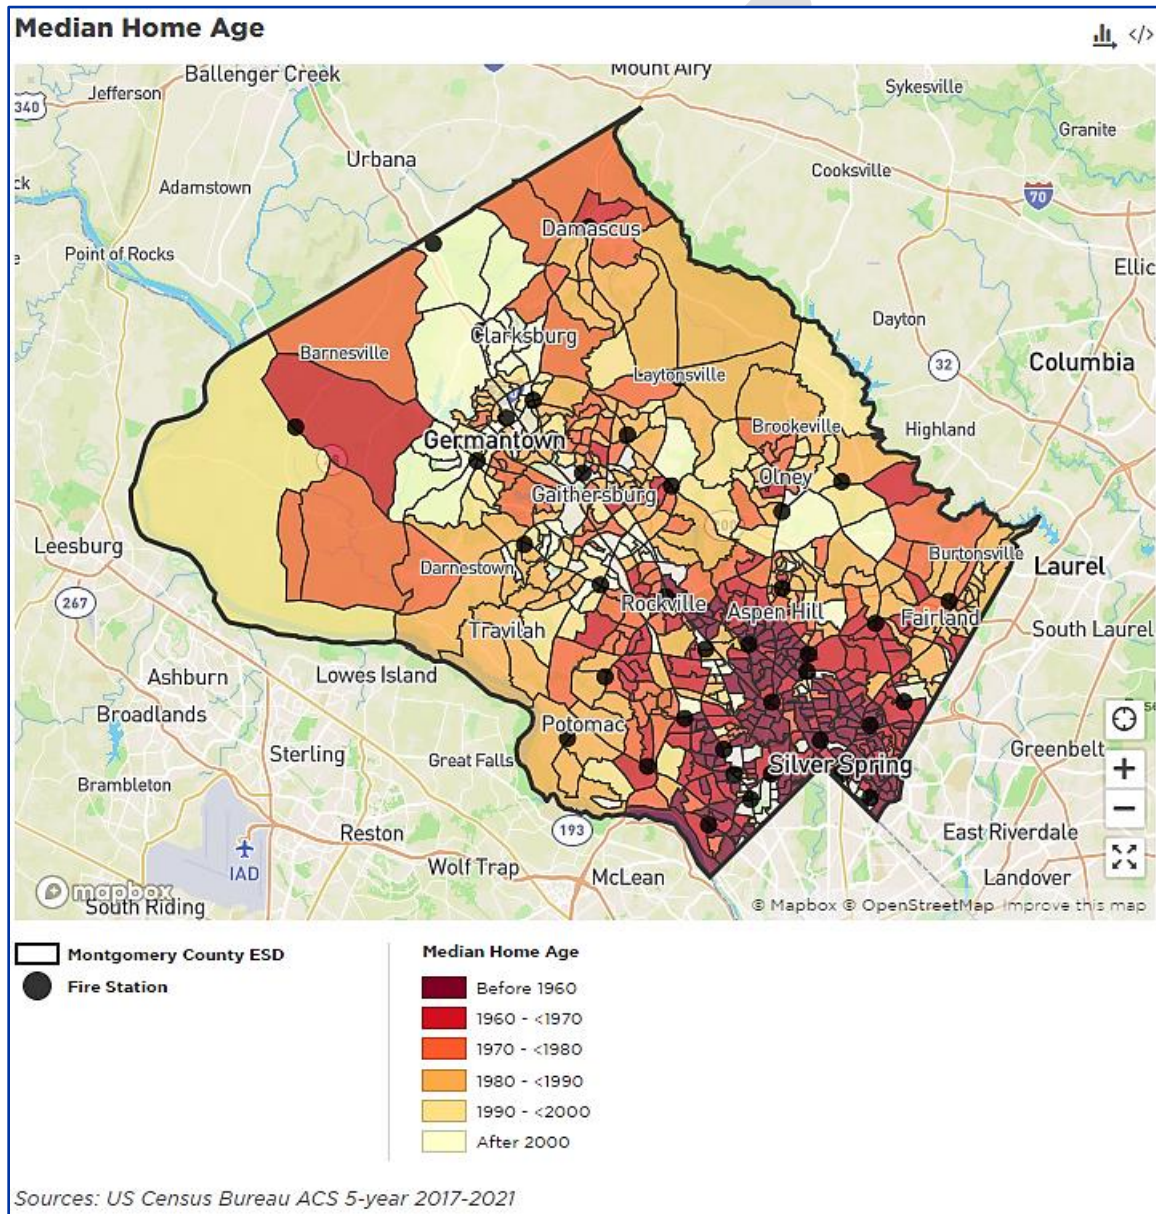 Median Home Age
</>
Mount Airy
Ballenger Creek
Sykesville
Jefferson
340
Granite
Urbana
Cooksville
ck
Adamstown
70
Damascus
Point of Rocks
e
Ellic
Dayton
Clarksburg
Barnesville
32
Columbia
Laytonsville
Brookeville
Highland
Germantown
Olney
Gaithersburg
200
Leesburg
Burtonsville
Laurel
Darnestown
267
Rockville
Aspen Hill
Fairland
Travilah
South Laurel
Lowes Island
Ashburn
Broadlands
Potomac
Sterling
Great Falls
Greenbelt
Silver Spring
Brambleton
Reston
193
East Riverdale
IAD
Wolf Trap
McLean
Landover
mapbox
South Riding
© Mapbox © OpenStreetMap Improve this map
Montgomery County ESD
Fire Station
Median Home Age
Before 1960
1960 - <1970
1970 - <1980
1980 - <1990
1990 - <2000
After 2000
Sources: US Census Bureau ACS 5-year 2017-2021